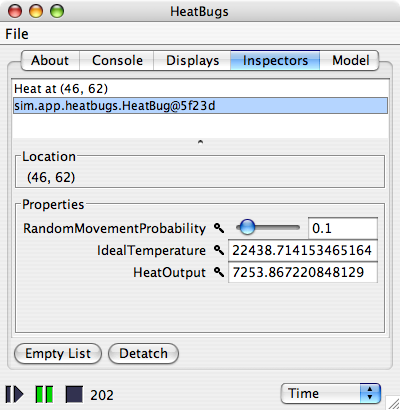 HeatBugs
File
About Console Displays Inspectors Model
Heat at (46, 62)
sim.app.heatbugs.HeatBug@5f23d
Location
(46, 62)
Properties
RandomMovementProbability 0.1
IdealTemperature 22438.714153465164
HeatOutput 7253.867220848129
Empty List Detatch
202 Time